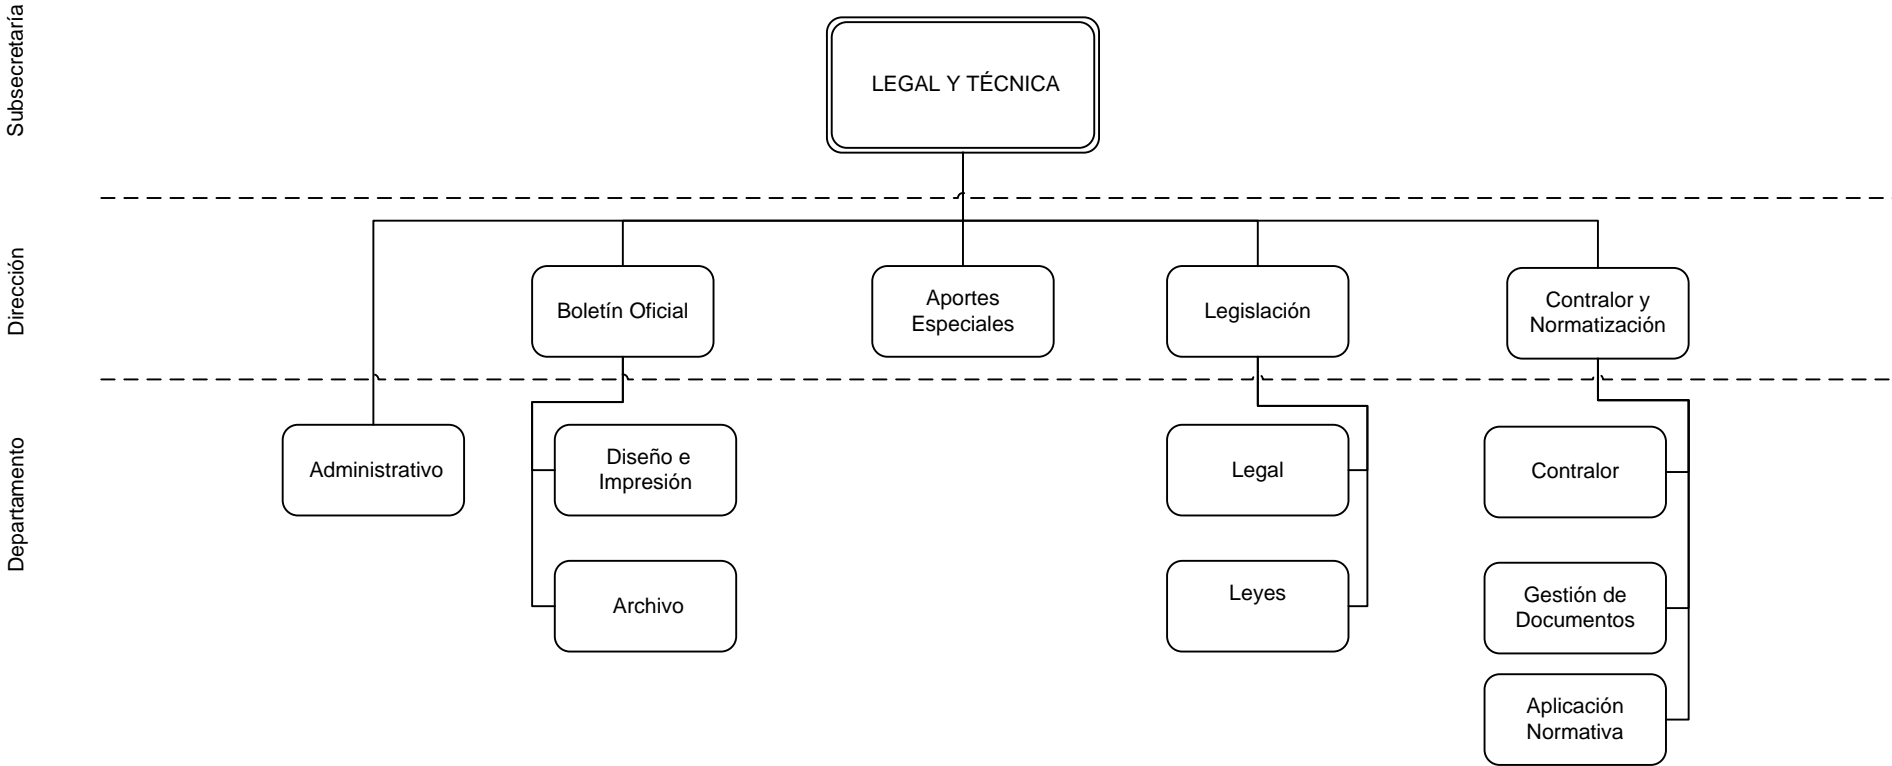 Subsecretaría
LEGAL Y TÉCNICA
Dirección
Boletín Oficial
Aportes
Especiales
Legislación
Contralor y
Normatización
Departamento
Administrativo
Diseño e
Impresión
Legal
Contralor
Archivo
Leyes
Gestión de
Documentos
Aplicación
Normativa